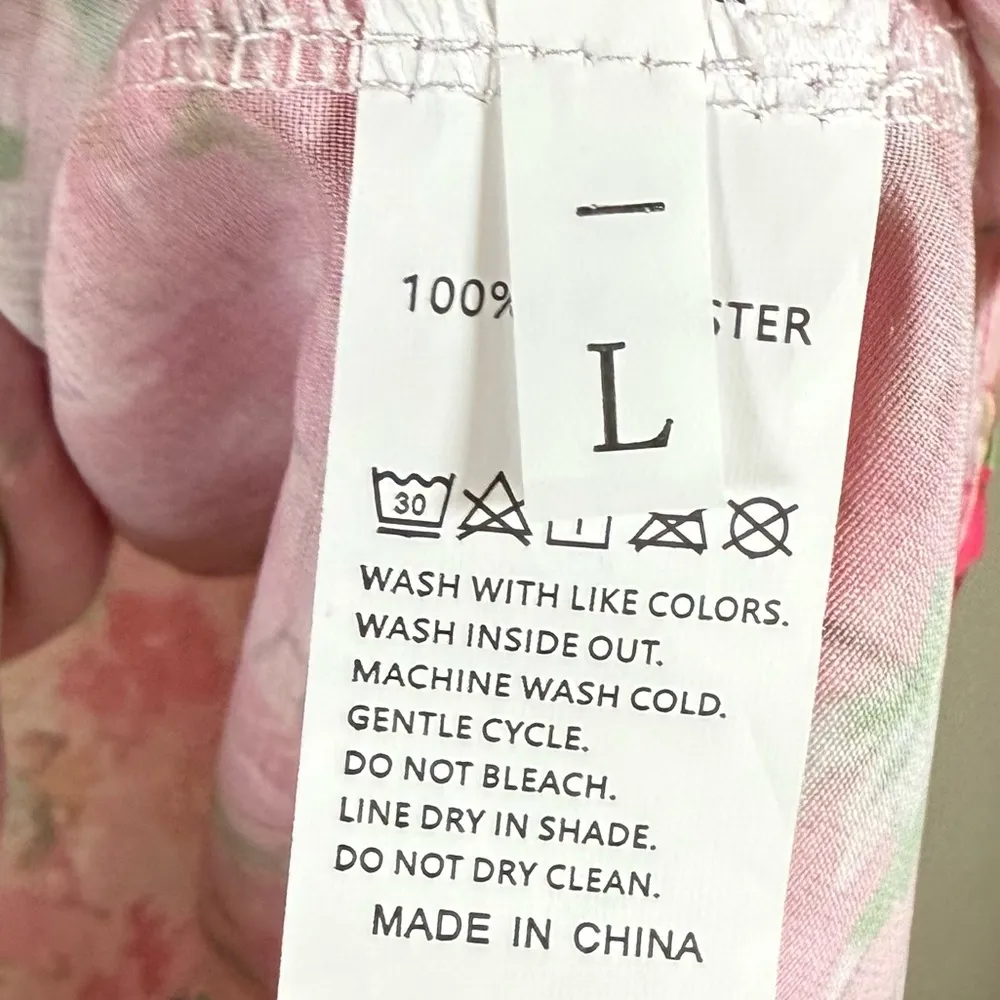 100% STER
L
30
WASH WITH LIKE COLORS.
WASH INSIDE OUT.
MACHINE WASH COLD.
GENTLE CYCLE.
DO NOT BLEACH.
LINE DRY IN SHADE.
DO NOT DRY CLEAN.
MADE IN CHINA